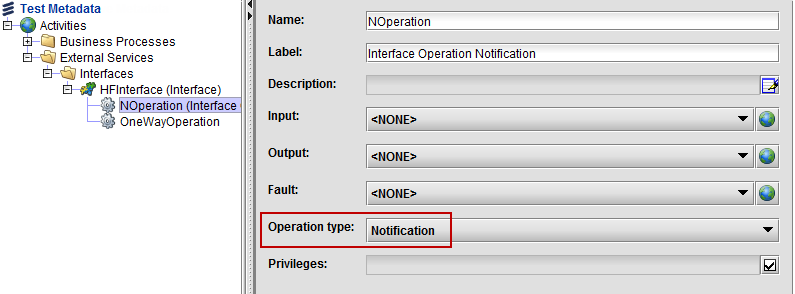 Test Metadata
Activities
Business Processes
External Services
Interfaces
HFInterface (Interface)
NOperation (Interface
OneWayOperation
Name: NOperation
Label: Interface Operation Notification
Description:
Input: <NONE>
Output: <NONE>
Fault: <NONE>
Operation type: Notification
Privileges: